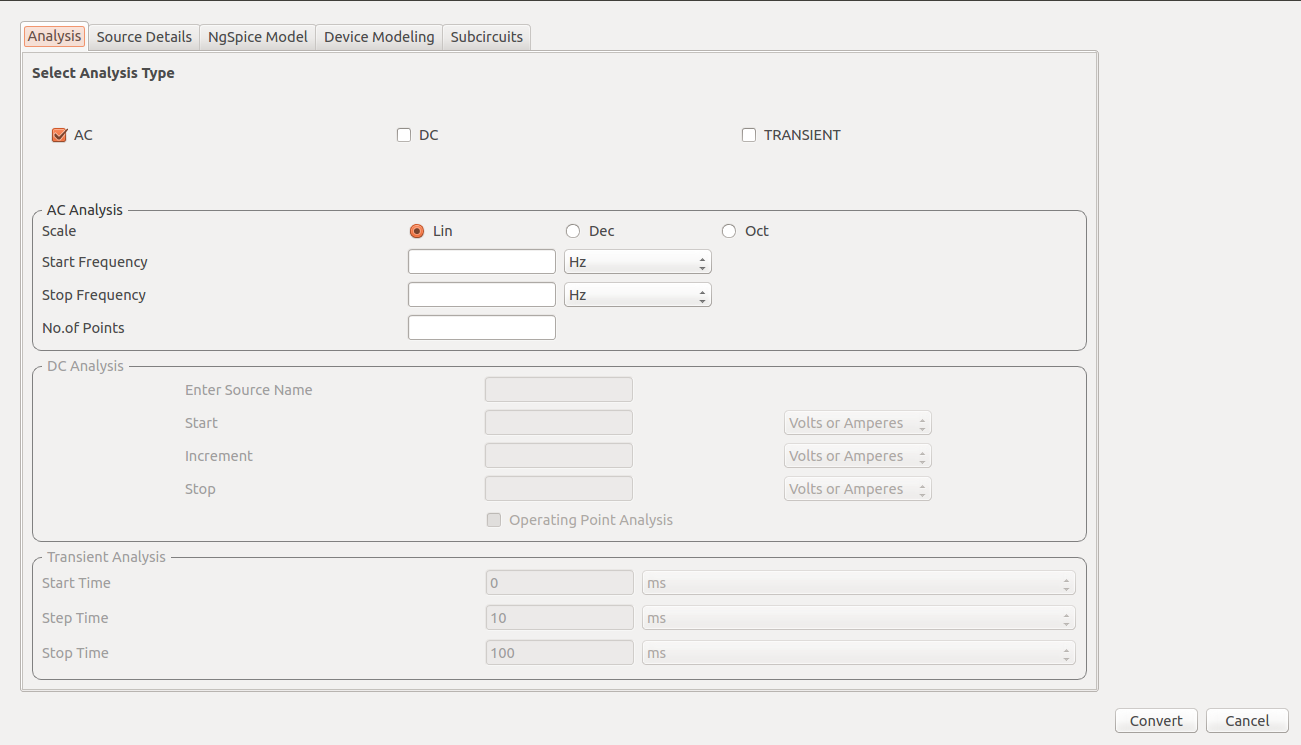 Analysis Source Details NgSpice Model Device Modeling Subcircuits
Select Analysis Type
AC DC TRANSIENT
AC Analysis
Scale Lin Dec Oct
Start Frequency Hz
Stop Frequency Hz
No.of Points
DC Analysis
Enter Source Name
Start Volts or Amperes
Increment Volts or Amperes
Stop Volts or Amperes
Operating Point Analysis
Transient Analysis
Start Time 0 ms
Step Time 10 ms
Stop Time 100 ms
Convert Cancel